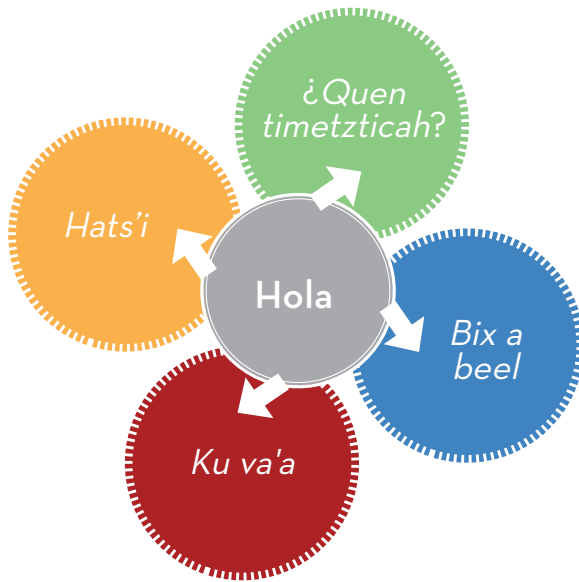 ¿Quen
timetzticah?
Hats'i
Hola
Bix a
beel
Ku va'a